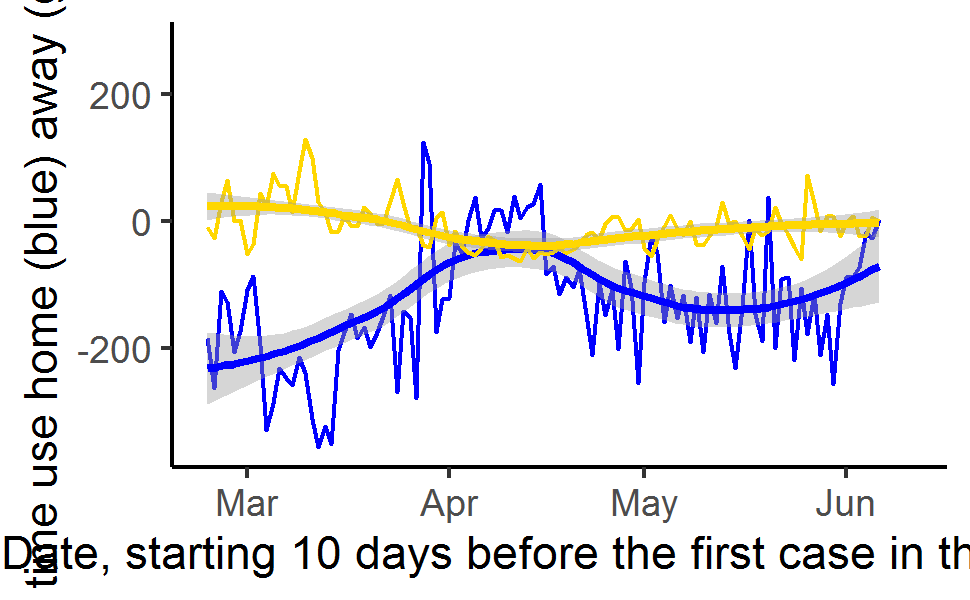 time use home (blue) away (
200
0
-200
Mar Apr May Jun
Date, starting 10 days before the first case in th